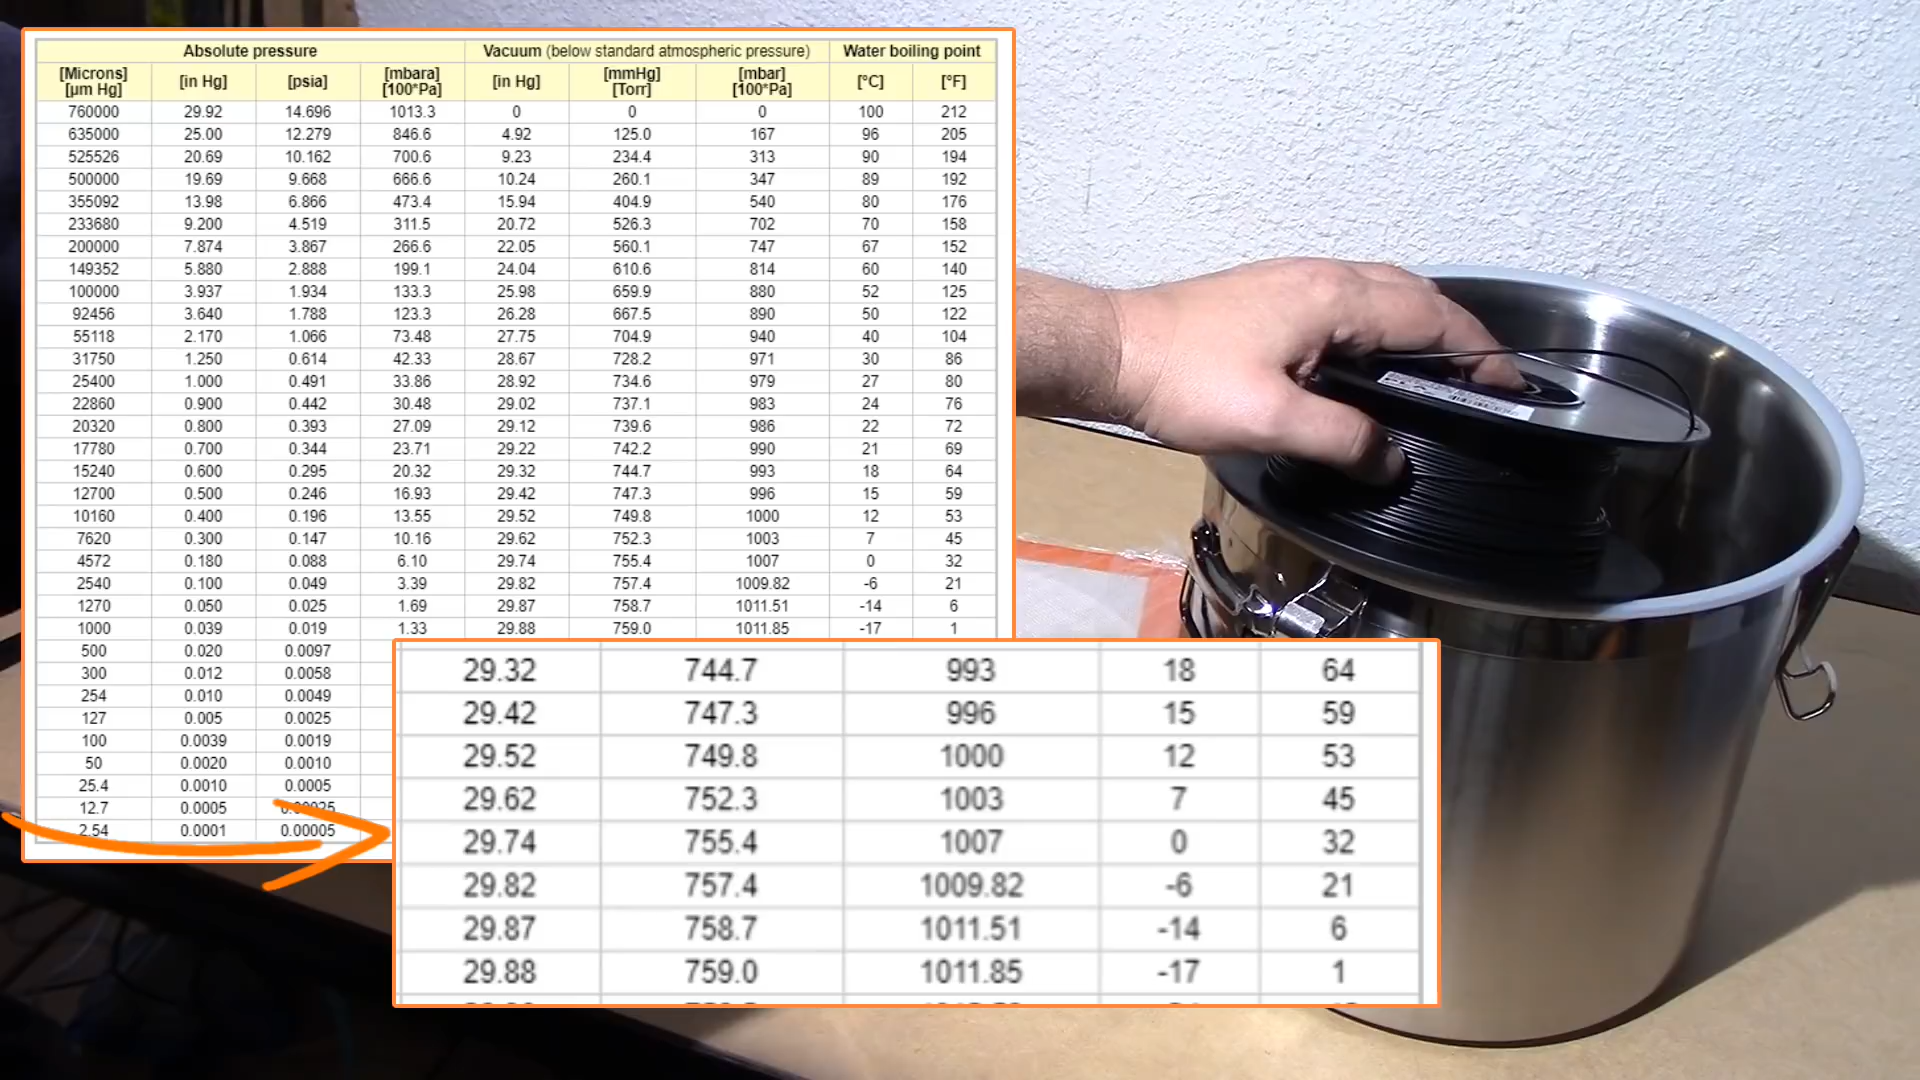 Absolute pressure Vacuum (below standard atmospheric pressure) Water boiling point
[Microns] [µm Hg] [in Hg] [psia] [mbara] [100*Pa] [in Hg] [mmHg] [Torr] [mbar] [100*Pa] [°C] [°F]
760000 29.92 14.696 1013.3 0 0 0 100 212
635000 25.00 12.279 846.6 4.92 125.0 167 96 205
525526 20.69 10.162 700.6 9.23 234.4 313 90 194
500000 19.69 9.668 666.6 10.24 260.1 347 89 192
355092 13.98 6.866 473.4 15.94 404.9 540 80 176
233680 9.200 4.519 311.5 20.72 526.3 702 70 158
200000 7.874 3.867 266.6 22.05 560.1 747 67 152
149352 5.880 2.888 199.1 24.04 610.6 814 60 140
100000 3.937 1.934 133.3 25.98 659.9 880 52 125
92456 3.640 1.788 123.3 26.28 667.5 890 50 122
55118 2.170 1.066 73.48 27.75 704.9 940 40 104
31750 1.250 0.614 42.33 28.67 728.2 971 30 86
25400 1.000 0.491 33.86 28.92 734.6 979 27 80
22860 0.900 0.442 30.48 29.02 737.1 983 24 76
20320 0.800 0.393 27.09 29.12 739.6 986 22 72
17780 0.700 0.344 23.71 29.22 742.2 990 21 69
15240 0.600 0.295 20.32 29.32 744.7 993 18 64
12700 0.500 0.246 16.93 29.42 747.3 996 15 59
10160 0.400 0.196 13.55 29.52 749.8 1000 12 53
7620 0.300 0.147 10.16 29.62 752.3 1003 7 45
4572 0.180 0.088 6.10 29.74 755.4 1007 0 32
2540 0.100 0.049 3.39 29.82 757.4 1009.82 -6 21
1270 0.050 0.025 1.69 29.87 758.7 1011.51 -14 6
1000 0.039 0.019 1.33 29.88 759.0 1011.85 -17 1
500 0.020 0.0097
300 0.012 0.0058
254 0.010 0.0049
127 0.005 0.0025
100 0.0039 0.0019
50 0.0020 0.0010
25.4 0.0010 0.0005
12.7 0.0005 0.00025
2.54 0.0001 0.00005
29.32 744.7 993 18 64
29.42 747.3 996 15 59
29.52 749.8 1000 12 53
29.62 752.3 1003 7 45
29.74 755.4 1007 0 32
29.82 757.4 1009.82 -6 21
29.87 758.7 1011.51 -14 6
29.88 759.0 1011.85 -17 1